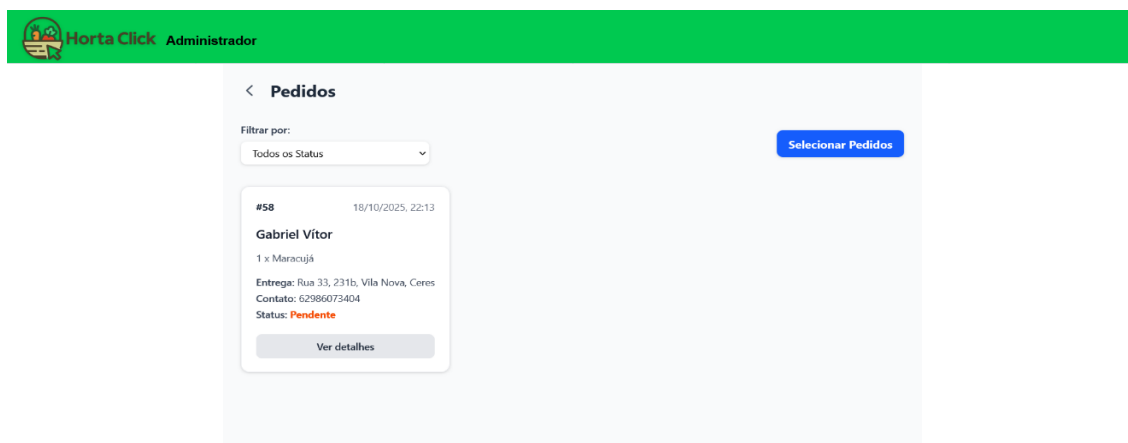 Horta Click Administrador
Pedidos
Filtrar por:
Todos os Status
Selecionar Pedidos
#58 18/10/2025, 22:13
Gabriel Vítor
1 x Maracujá
Entrega: Rua 33, 231b, Vila Nova, Ceres
Contato: 62986073404
Status: Pendente
Ver detalhes